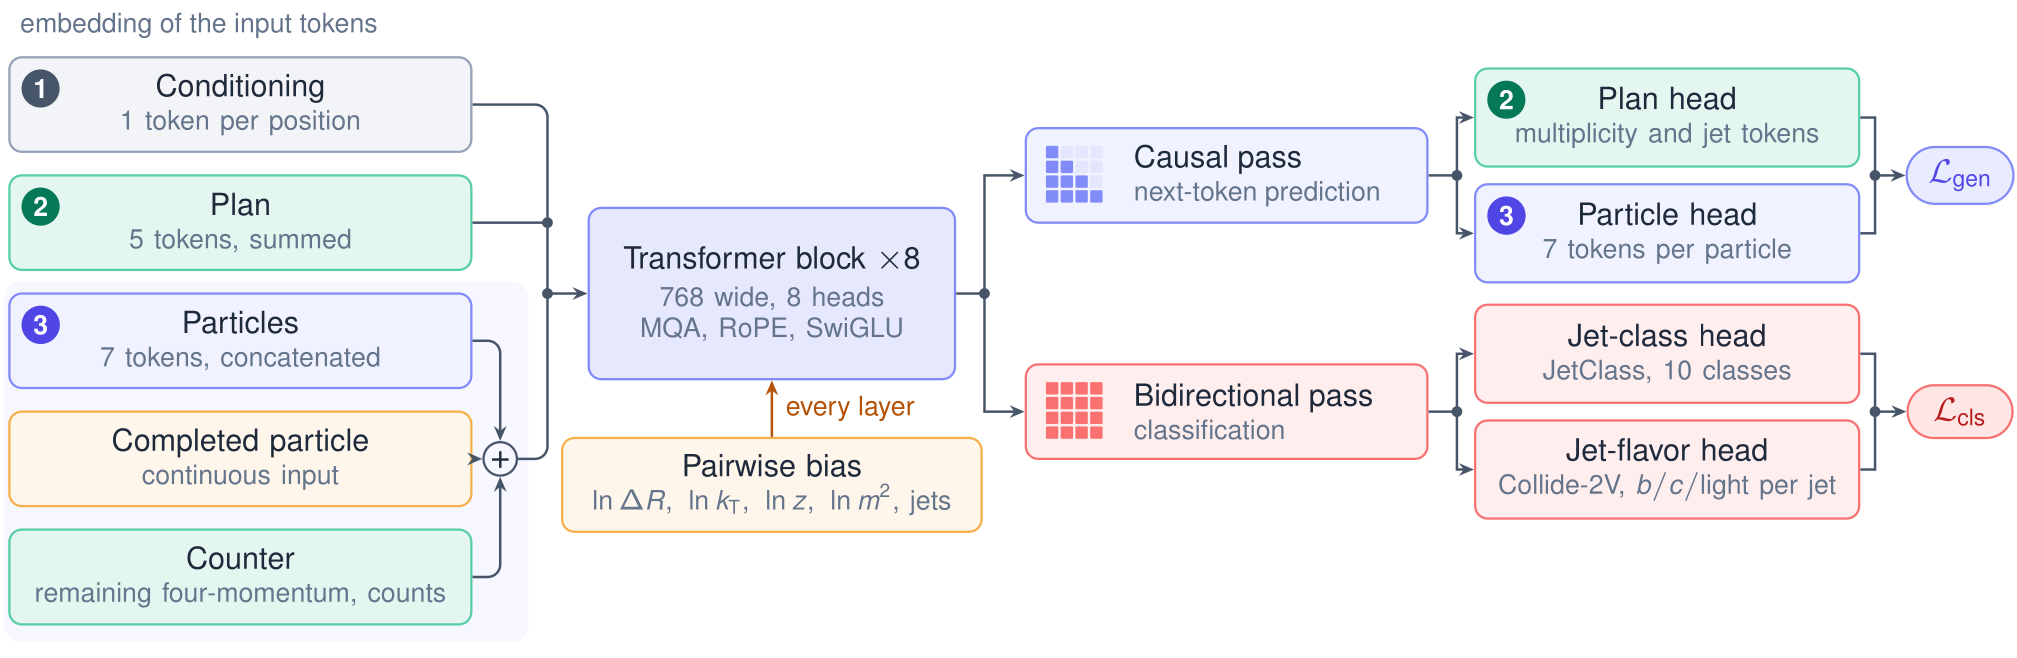 embedding of the input tokens
1
Conditioning
1 token per position
2
Plan
5 tokens, summed
3
Particles
7 tokens, concatenated
Completed particle
continuous input
+
Counter
remaining four-momentum, counts
Transformer block ×8
768 wide, 8 heads
MQA, RoPE, SwiGLU
every layer
Pairwise bias
ln ΔR, ln k_T, ln z, ln m², jets
Causal pass
next-token prediction
Bidirectional pass
classification
2
Plan head
multiplicity and jet tokens
3
Particle head
7 tokens per particle
Jet-class head
JetClass, 10 classes
Jet-flavor head
Collide-2V, b/c/light per jet
ℒ_gen
ℒ_cls